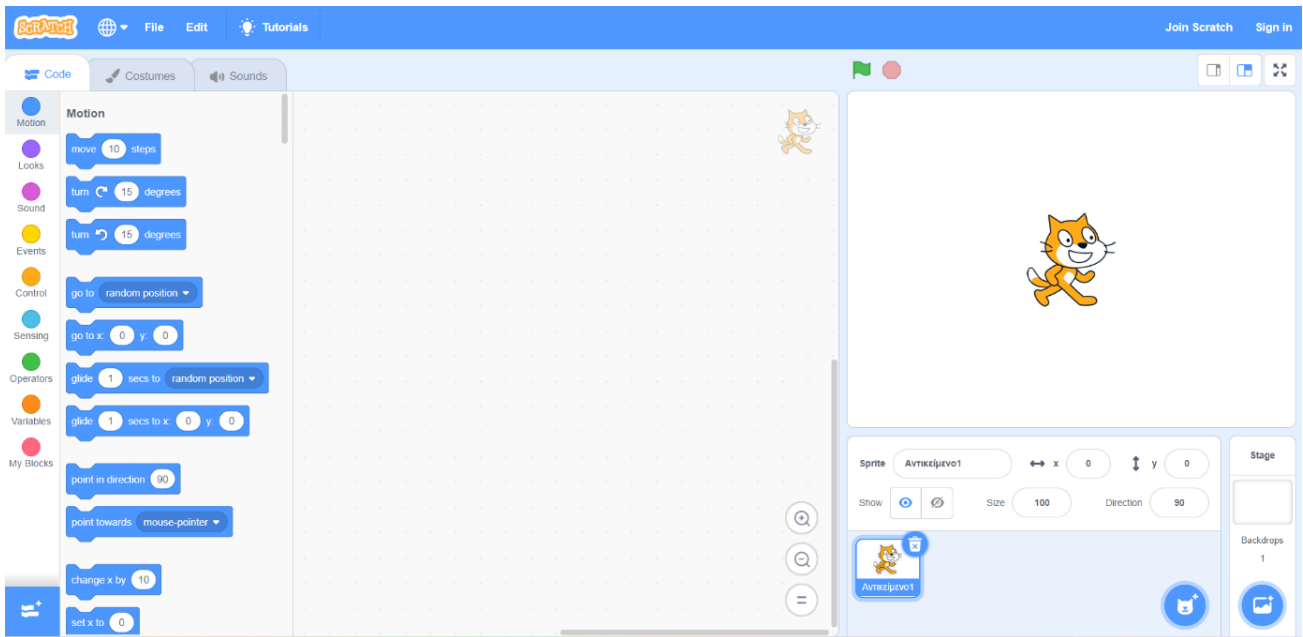 SCRATCH File Edit Tutorials Join Scratch Sign in
Code Costumes Sounds
Motion
Looks
Sound
Events
Control
Sensing
Operators
Variables
My Blocks
Motion
move 10 steps
turn 15 degrees
turn 15 degrees
go to random position
go to x: 0 y: 0
glide 1 secs to random position
glide 1 secs to x: 0 y: 0
point in direction 90
point towards mouse-pointer
change x by 10
set x to 0
Sprite Αντικείμενο1 x 0 y 0
Show Size 100 Direction 90
Αντικείμενο1
Stage
Backdrops
1